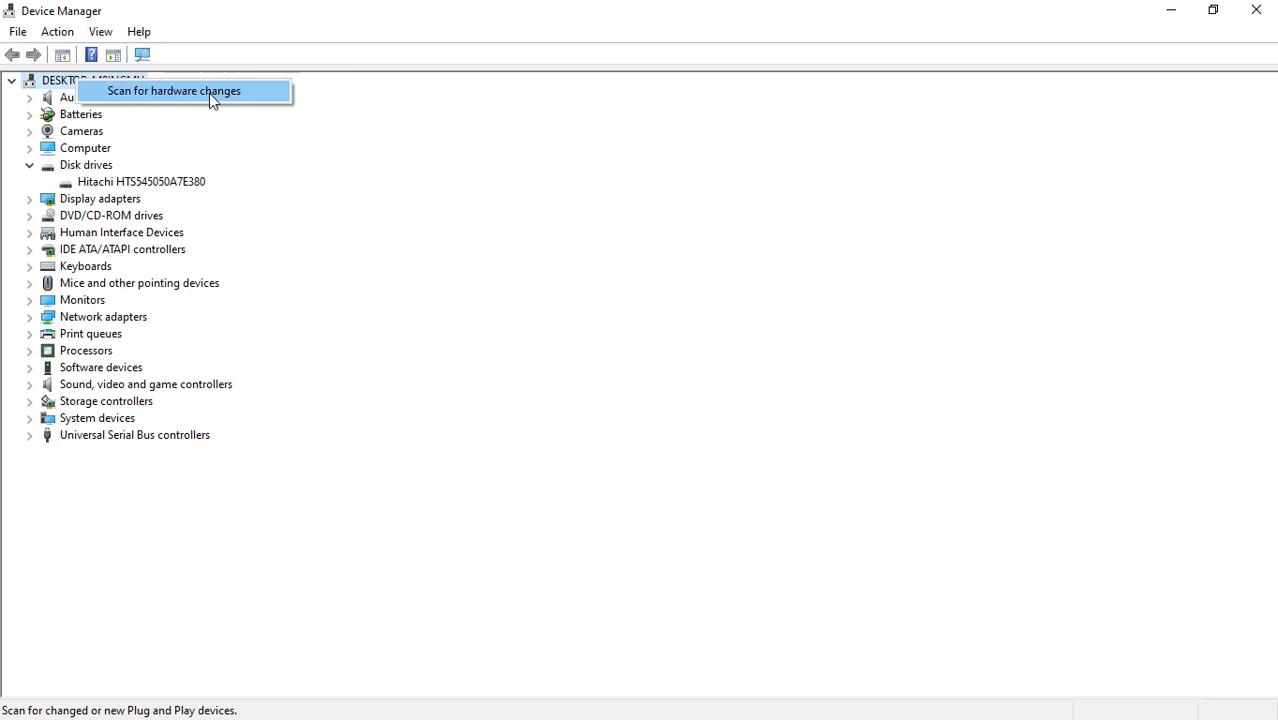 Device Manager
File Action View Help
Scan for hardware changes
Batteries
Cameras
Computer
Disk drives
Hitachi HTS545050A7E380
Display adapters
DVD/CD-ROM drives
Human Interface Devices
IDE ATA/ATAPI controllers
Keyboards
Mice and other pointing devices
Monitors
Network adapters
Print queues
Processors
Software devices
Sound, video and game controllers
Storage controllers
System devices
Universal Serial Bus controllers
Scan for changed or new Plug and Play devices.